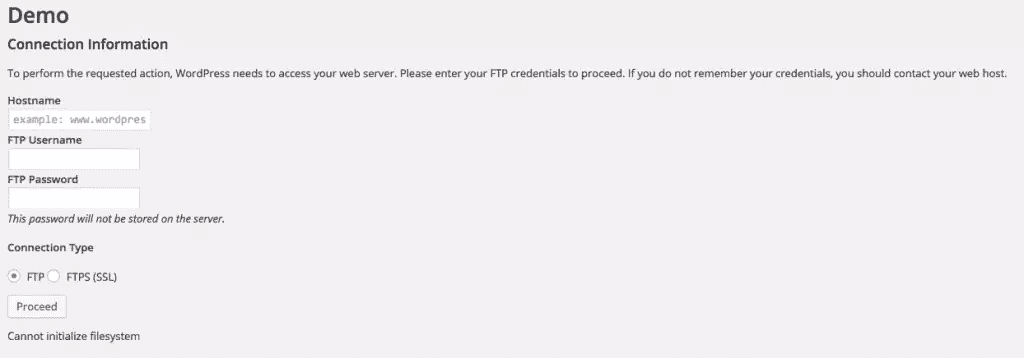 Demo
Connection Information
To perform the requested action, WordPress needs to access your web server. Please enter your FTP credentials to proceed. If you do not remember your credentials, you should contact your web host.
Hostname
example: www.wordpres
FTP Username
FTP Password
This password will not be stored on the server.
Connection Type
FTP FTPS (SSL)
Proceed
Cannot initialize filesystem